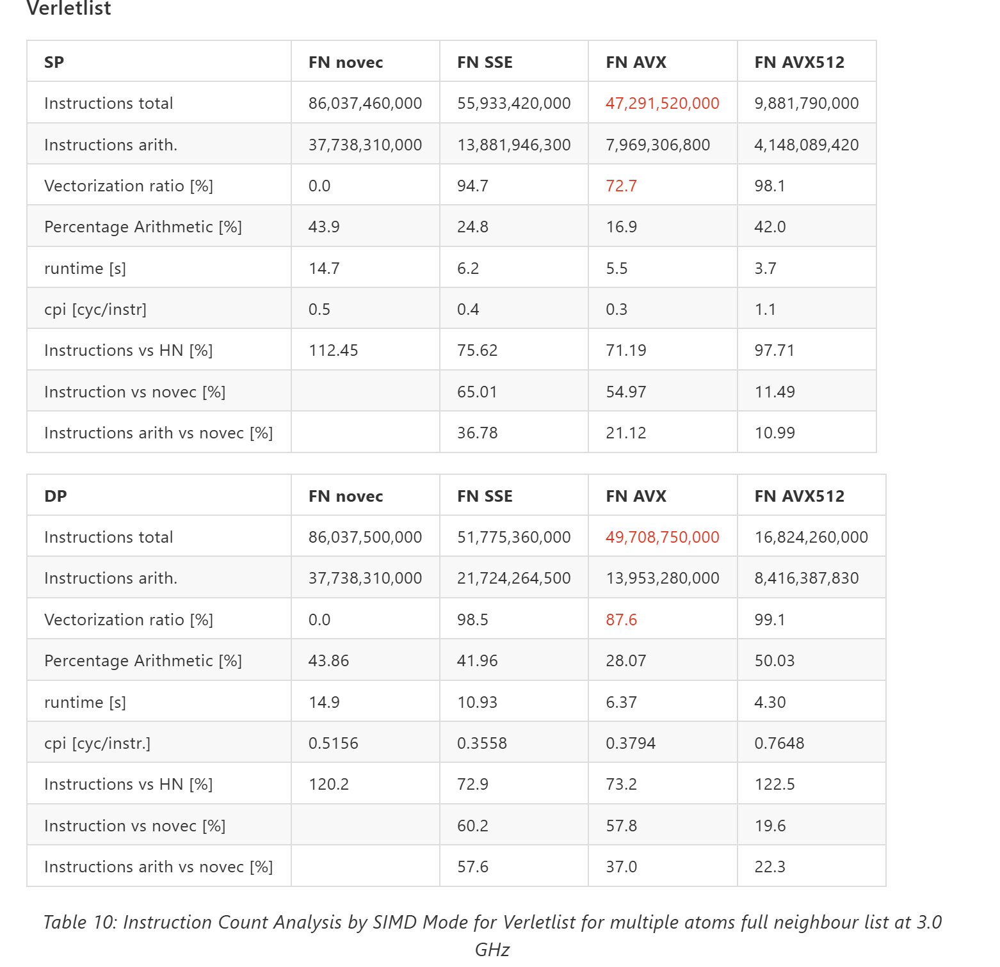 Verletlist
SP FN novec FN SSE FN AVX FN AVX512
Instructions total 86,037,460,000 55,933,420,000 47,291,520,000 9,881,790,000
Instructions arith. 37,738,310,000 13,881,946,300 7,969,306,800 4,148,089,420
Vectorization ratio [%] 0.0 94.7 72.7 98.1
Percentage Arithmetic [%] 43.9 24.8 16.9 42.0
runtime [s] 14.7 6.2 5.5 3.7
cpi [cyc/instr] 0.5 0.4 0.3 1.1
Instructions vs HN [%] 112.45 75.62 71.19 97.71
Instruction vs novec [%] 65.01 54.97 11.49
Instructions arith vs novec [%] 36.78 21.12 10.99
DP FN novec FN SSE FN AVX FN AVX512
Instructions total 86,037,500,000 51,775,360,000 49,708,750,000 16,824,260,000
Instructions arith. 37,738,310,000 21,724,264,500 13,953,280,000 8,416,387,830
Vectorization ratio [%] 0.0 98.5 87.6 99.1
Percentage Arithmetic [%] 43.86 41.96 28.07 50.03
runtime [s] 14.9 10.93 6.37 4.30
cpi [cyc/instr.] 0.5156 0.3558 0.3794 0.7648
Instructions vs HN [%] 120.2 72.9 73.2 122.5
Instruction vs novec [%] 60.2 57.8 19.6
Instructions arith vs novec [%] 57.6 37.0 22.3
Table 10: Instruction Count Analysis by SIMD Mode for Verletlist for multiple atoms full neighbour list at 3.0
GHz